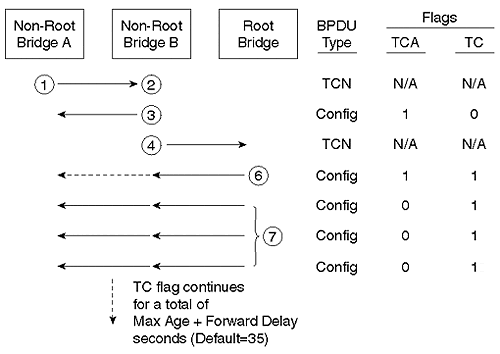 Non-Root Bridge A
Non-Root Bridge B
Root Bridge
BPDU Type
Flags
TCA TC
1 2 TCN N/A N/A
3 Config 1 0
4 TCN N/A N/A
6 Config 1 1
Config 0 1
7 Config 0 1
Config 0 1
TC flag continues
for a total of
Max Age + Forward Delay
seconds (Default=35)